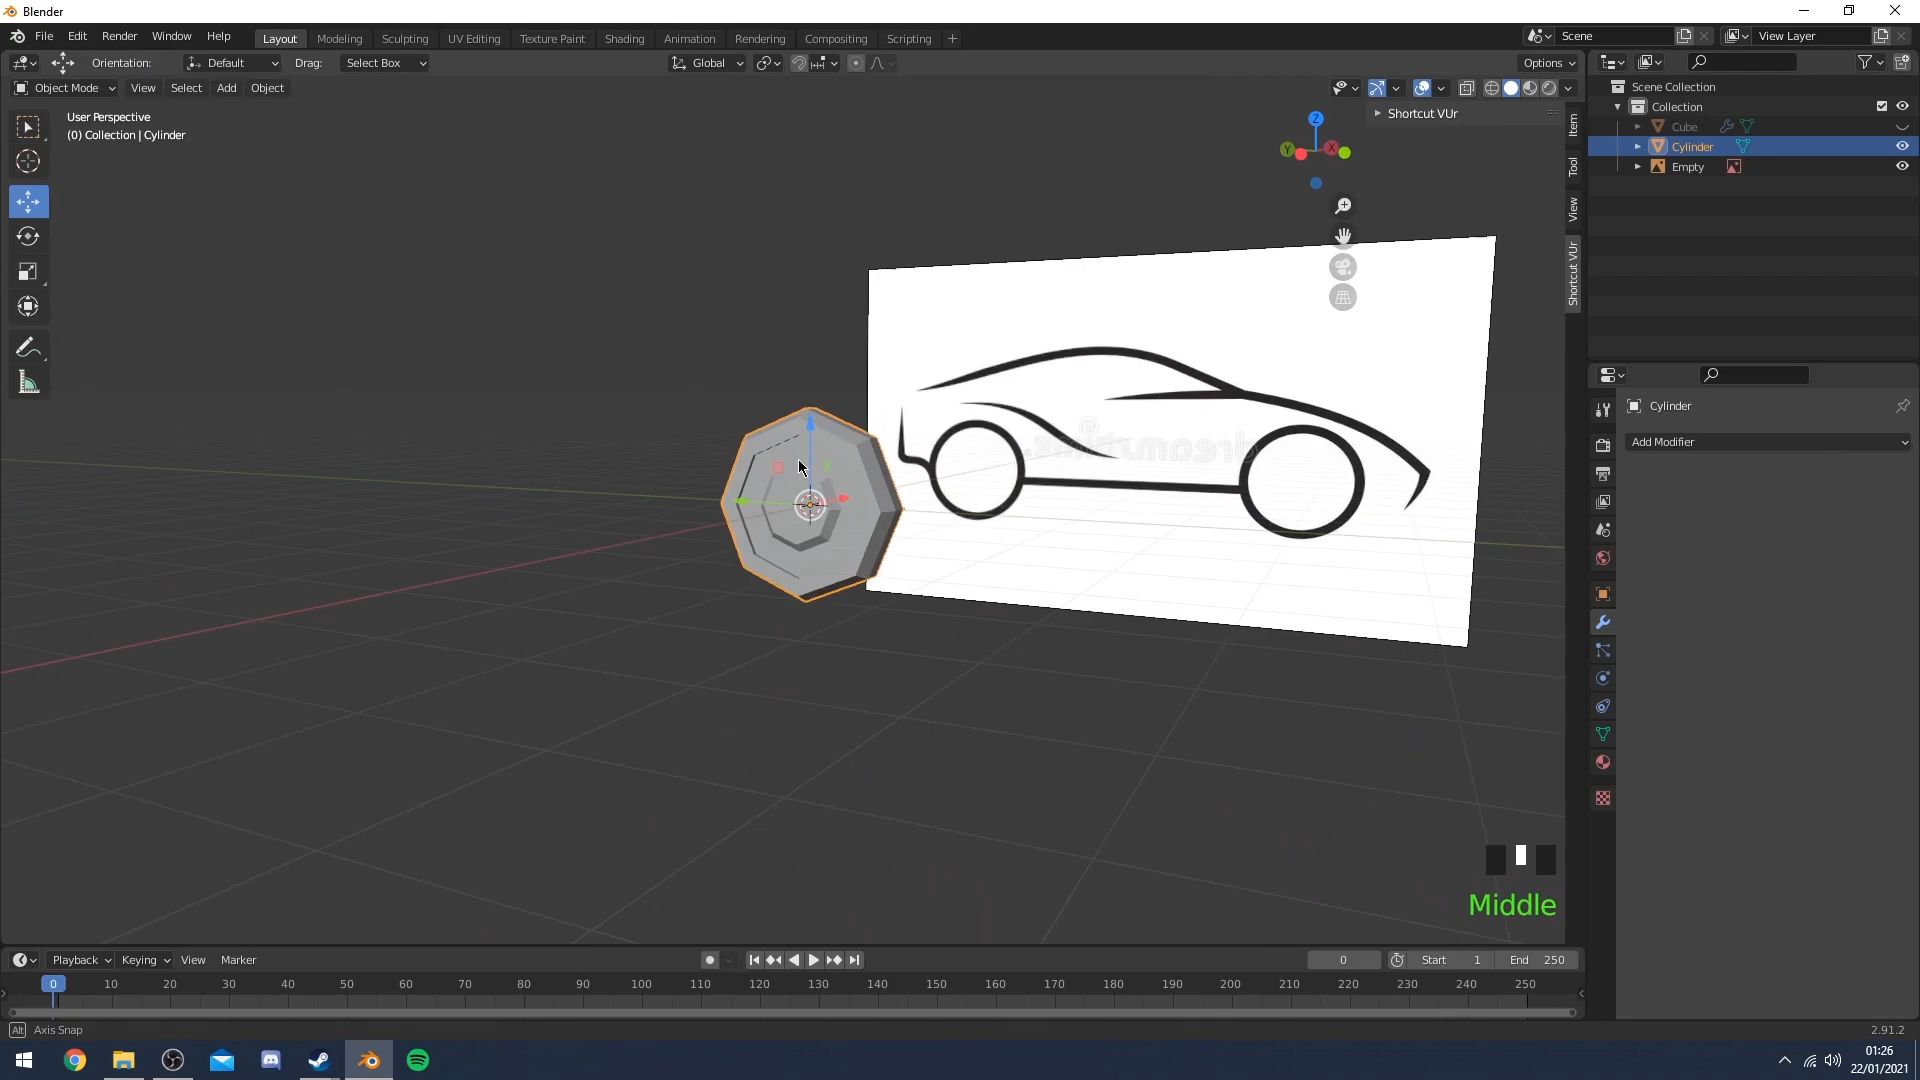 Blender
File Edit Render Window Help Layout Modeling Sculpting UV Editing Texture Paint Shading Animation Rendering Compositing Scripting Scene View Layer
Orientation: Default Drag: Select Box Global Options
Object Mode View Select Add Object
User Perspective
(0) Collection | Cylinder
Shortcut VUr
Z
Y
X
Item
Tool
View
Shortcut VUr
Scene Collection
Collection
Cube
Cylinder
Empty
Cylinder
Add Modifier
dreamstime.
Middle
Playback Keying View Marker 0 Start 1 End 250
0 10 20 30 40 50 60 70 80 90 100 110 120 130 140 150 160 170 180 190 200 210 220 230 240 250
Alt Axis Snap 2.91.2
01:26
22/01/2021